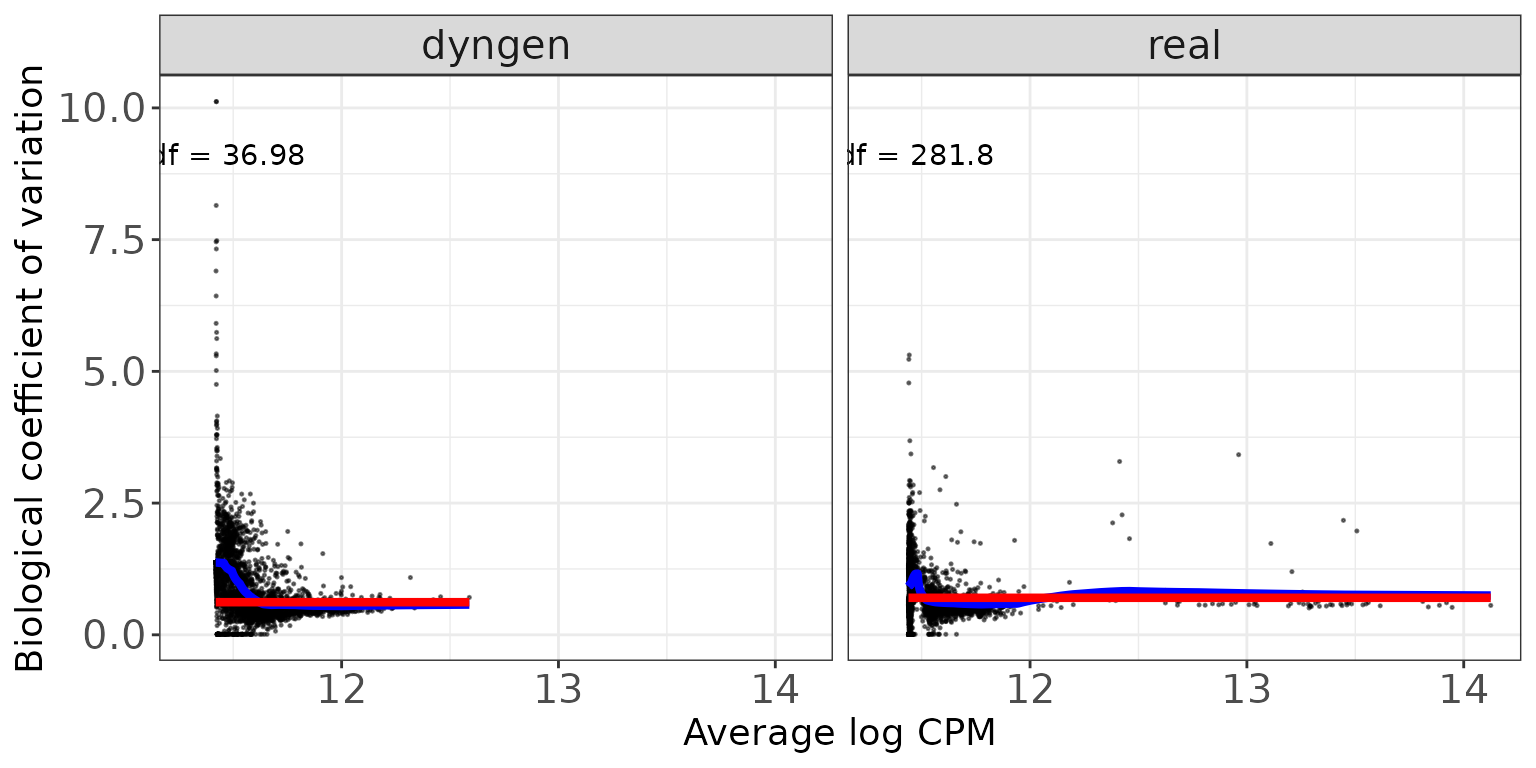 dyngen
real
Biological coefficient of variation
10.0
7.5
5.0
2.5
0.0
df = 36.98
df = 281.8
12
13
14
12
13
14
Average log CPM